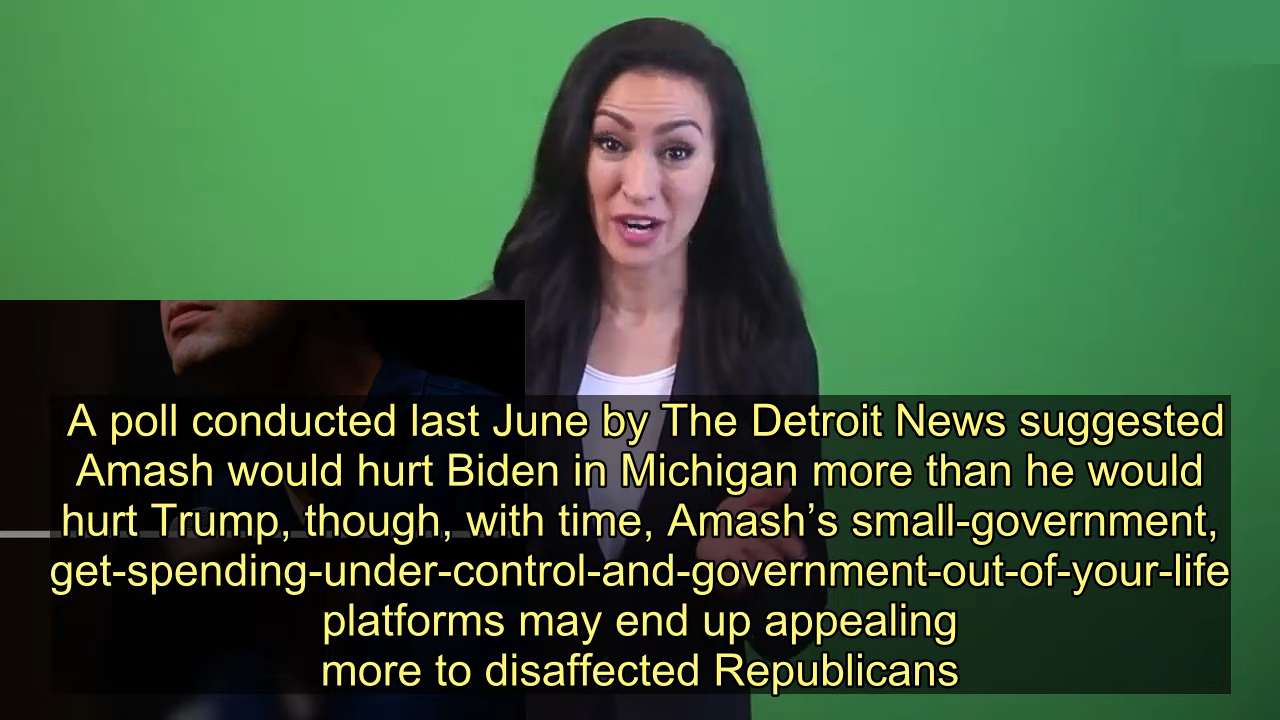 A poll conducted last June by The Detroit News suggested
Amash would hurt Biden in Michigan more than he would
hurt Trump, though, with time, Amash’s small-government,
get-spending-under-control-and-government-out-of-your-life
platforms may end up appealing
more to disaffected Republicans